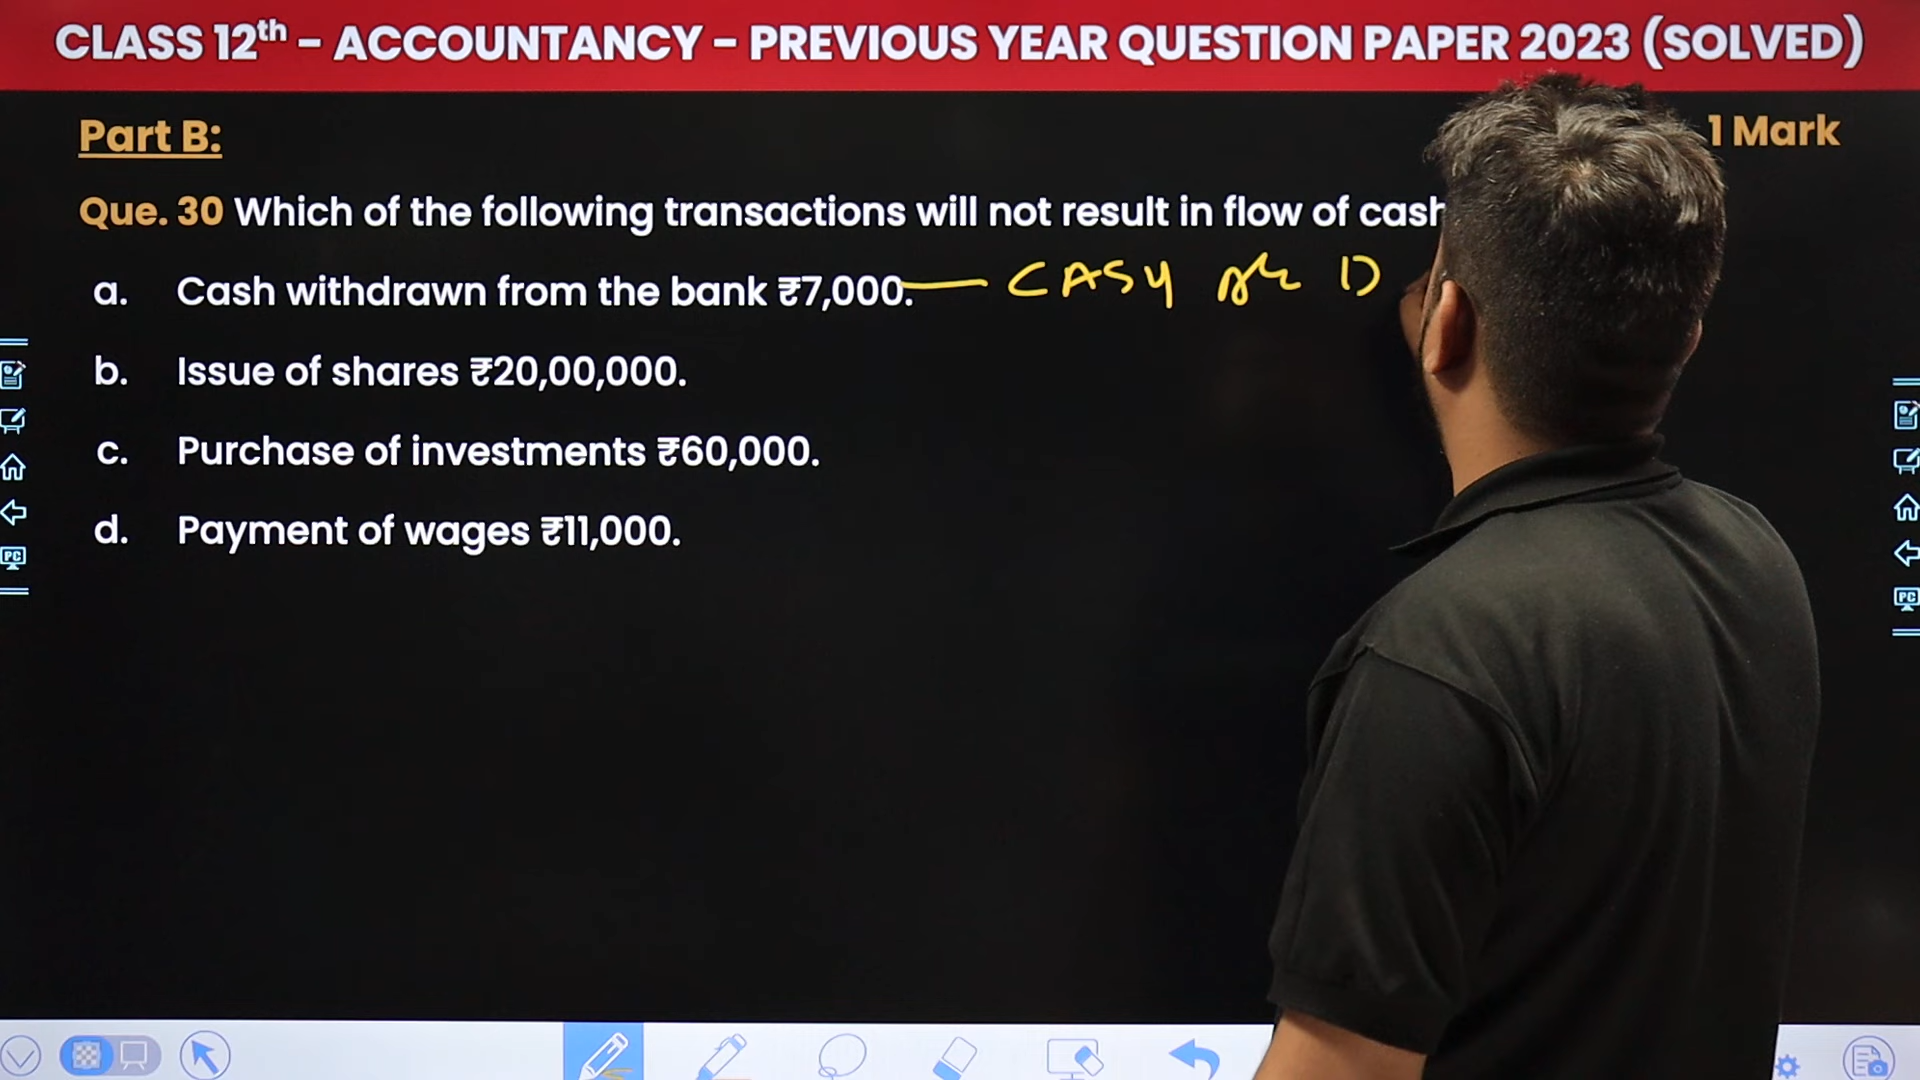 CLASS 12th – ACCOUNTANCY – PREVIOUS YEAR QUESTION PAPER 2023 (SOLVED)
Part B:
1 Mark
Que. 30 Which of the following transactions will not result in flow of cash
a. Cash withdrawn from the bank ₹7,000. — CASH A/c D
b. Issue of shares ₹20,00,000.
c. Purchase of investments ₹60,000.
d. Payment of wages ₹11,000.
PC
PC